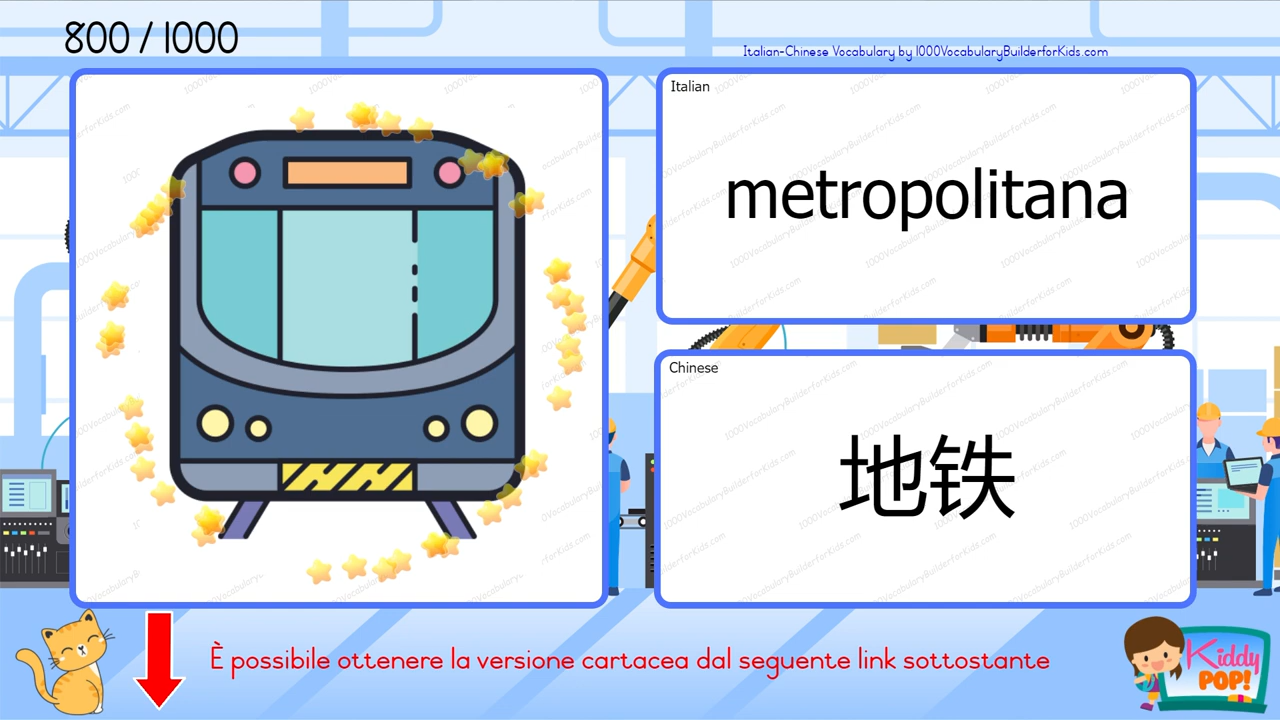 800 / 1000
Italian-Chinese Vocabulary by 1000VocabularyBuilderforKids.com
Italian
metropolitana
Chinese
地铁
È possibile ottenere la versione cartacea dal seguente link sottostante
Kiddy
POP!